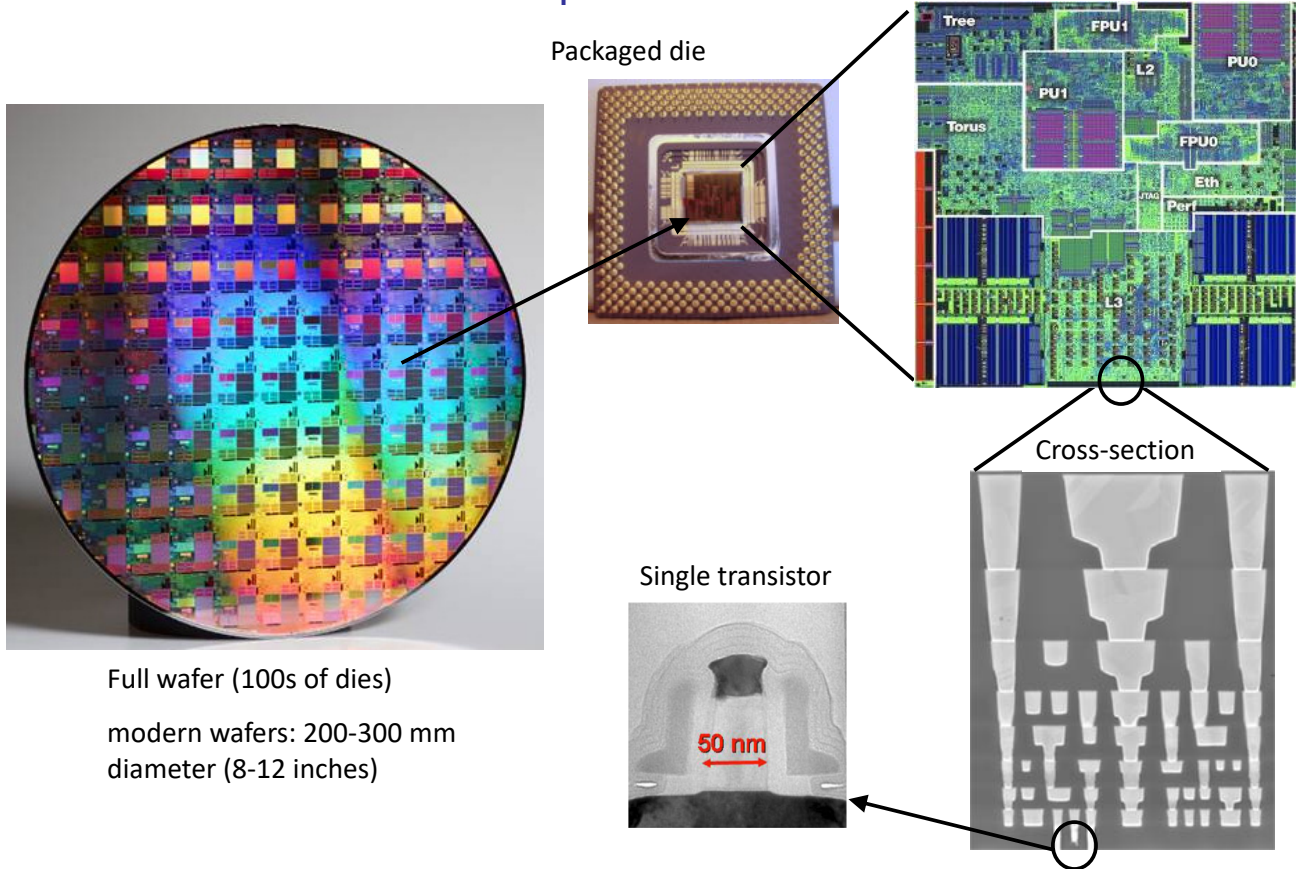 Packaged die
Tree
FPU1
L2
PU0
PU1
Torus
FPU0
Eth
JTAG
Perf
L3
Cross-section
Single transistor
50 nm
Full wafer (100s of dies)
modern wafers: 200-300 mm
diameter (8-12 inches)